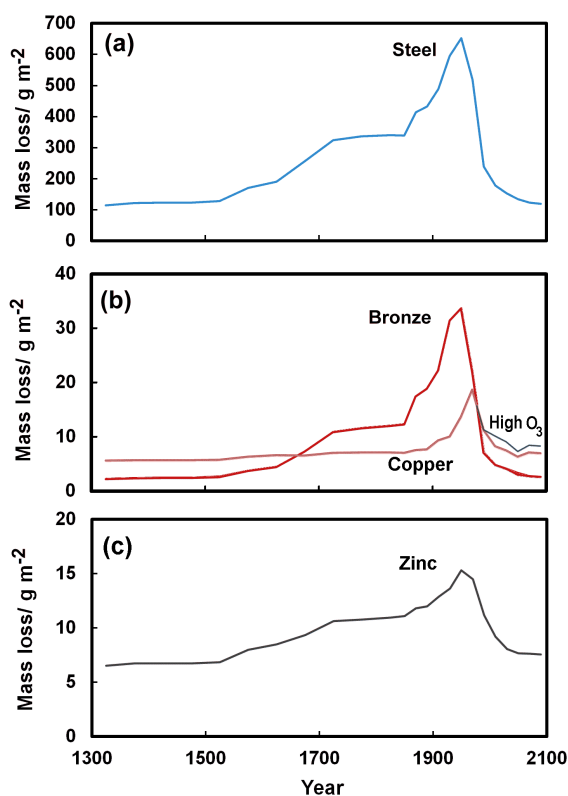 700
(a)
600
Steel
500
400
300
200
100
0
Mass loss/ g m-2
40
(b)
Bronze
30
20
High O3
10
Copper
0
Mass loss/ g m-2
20
(c)
Zinc
15
10
5
0
Mass loss/ g m-2
1300 1500 1700 1900 2100
Year